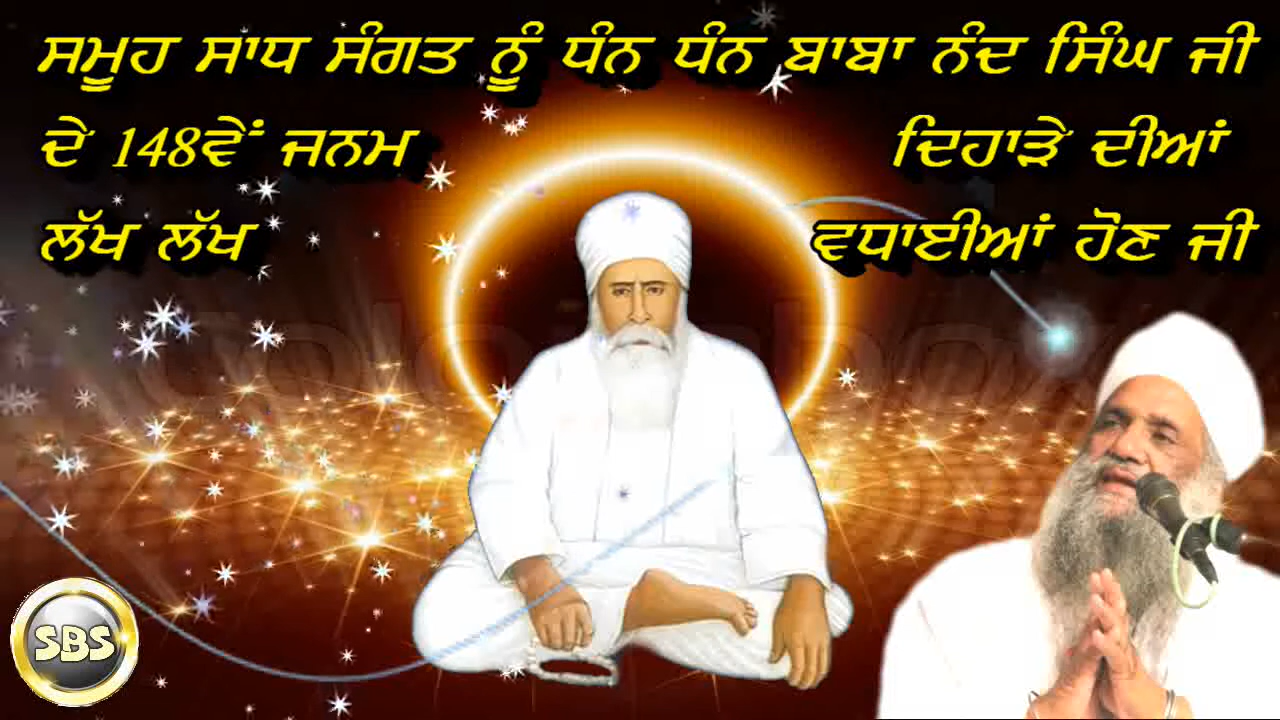 ਸਮੂਹ ਸਾਧ ਸੰਗਤ ਨੂੰ ਧੰਨ ਧੰਨ ਬਾਬਾ ਨੰਦ ਸਿੰਘ ਜੀ
ਦੇ 148ਵੇਂ ਜਨਮ ਦਿਹਾੜੇ ਦੀਆਂ
ਲੱਖ ਲੱਖ ਵਧਾਈਆਂ ਹੋਣ ਜੀ
SBS